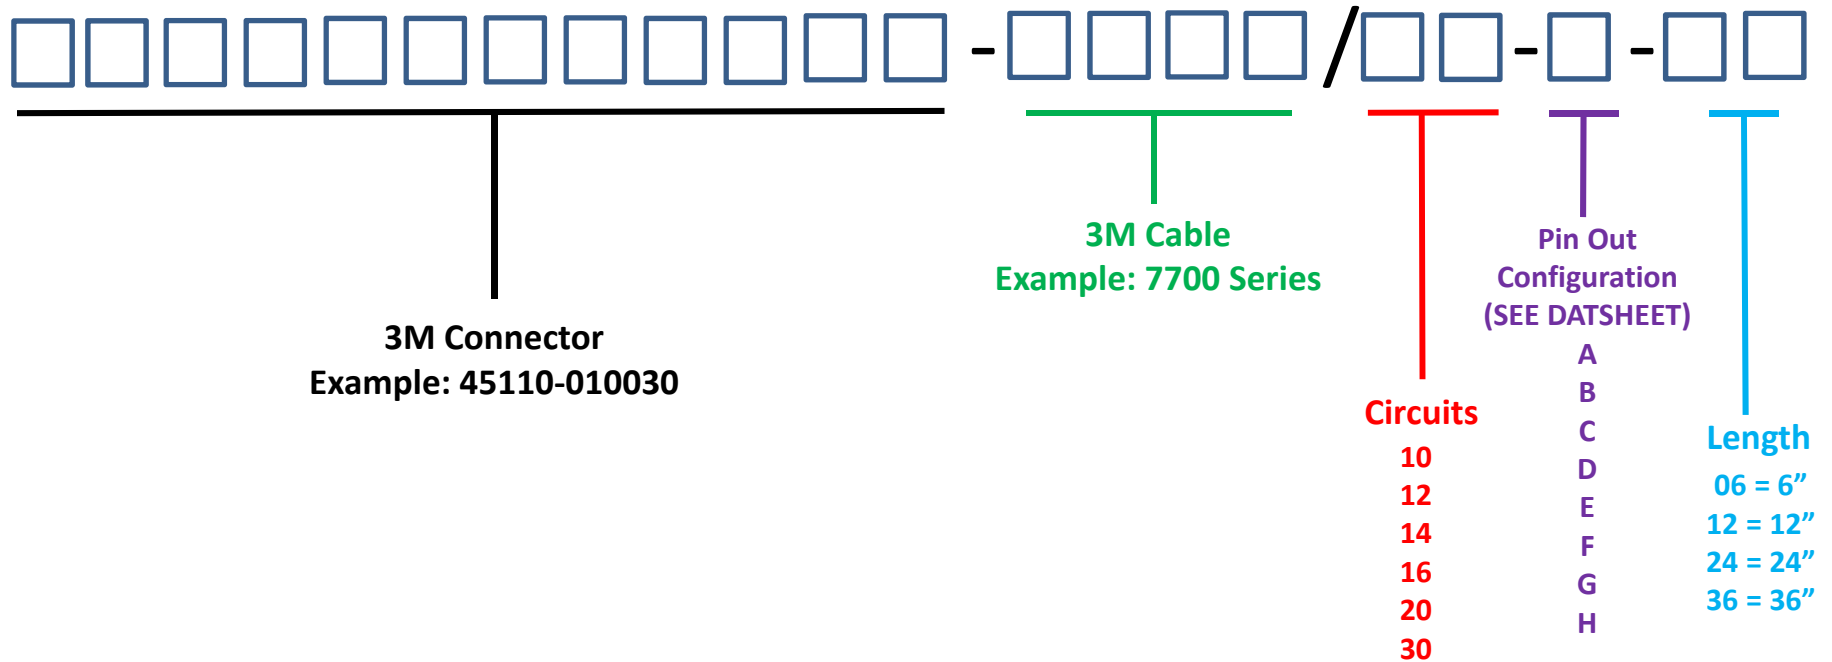 - / - -
3M Connector
Example: 45110-010030
3M Cable
Example: 7700 Series
Circuits
10
12
14
16
20
30
Pin Out
Configuration
(SEE DATSHEET)
A
B
C
D
E
F
G
H
Length
06 = 6”
12 = 12”
24 = 24”
36 = 36”